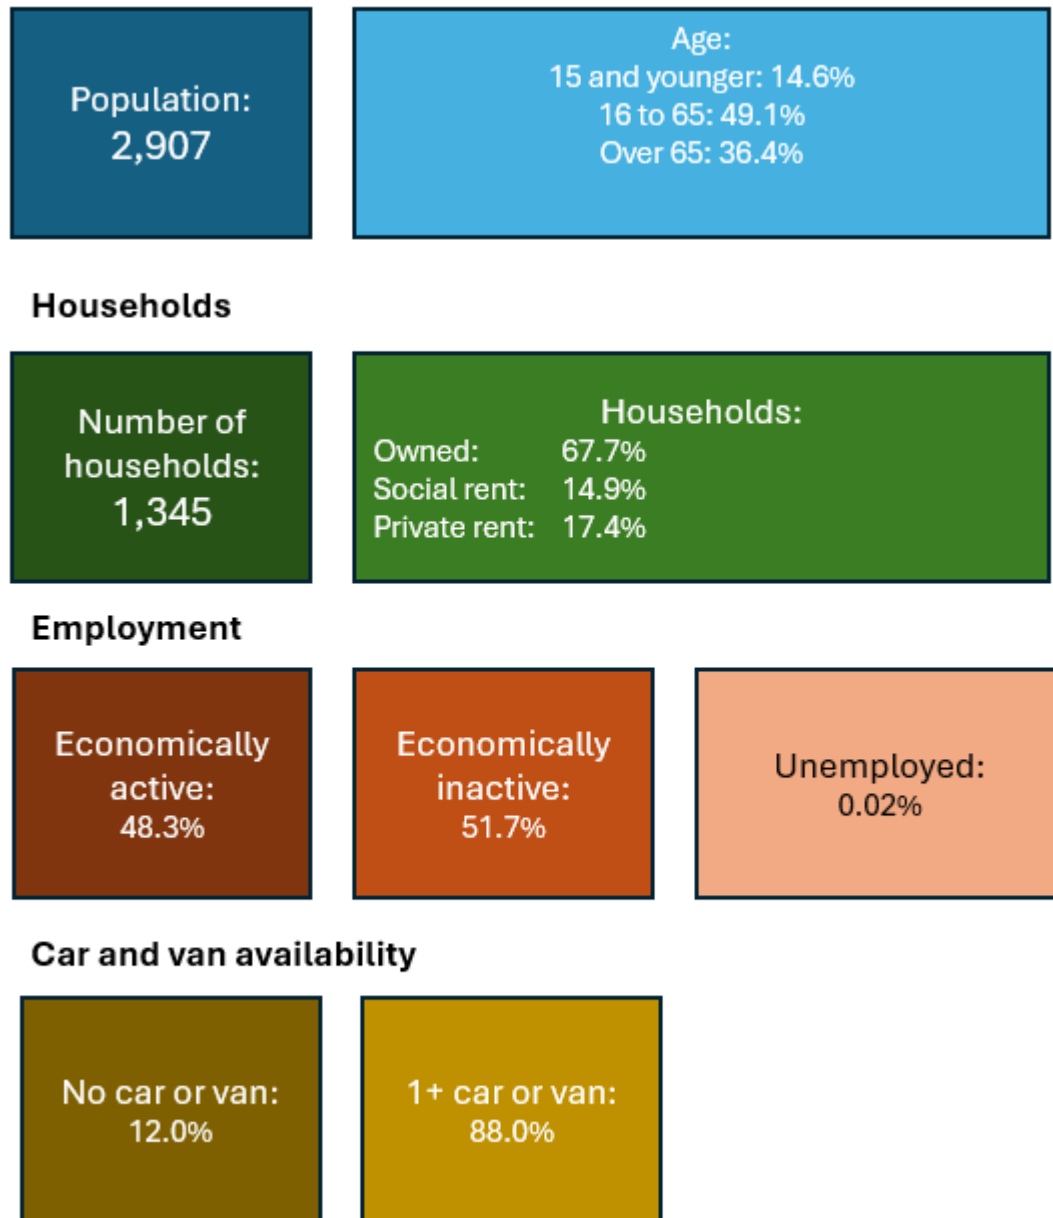 Population:
2,907
Age:
15 and younger: 14.6%
16 to 65: 49.1%
Over 65: 36.4%
Households
Number of
households:
1,345
Households:
Owned: 67.7%
Social rent: 14.9%
Private rent: 17.4%
Employment
Economically
active:
48.3%
Economically
inactive:
51.7%
Unemployed:
0.02%
Car and van availability
No car or van:
12.0%
1+ car or van:
88.0%